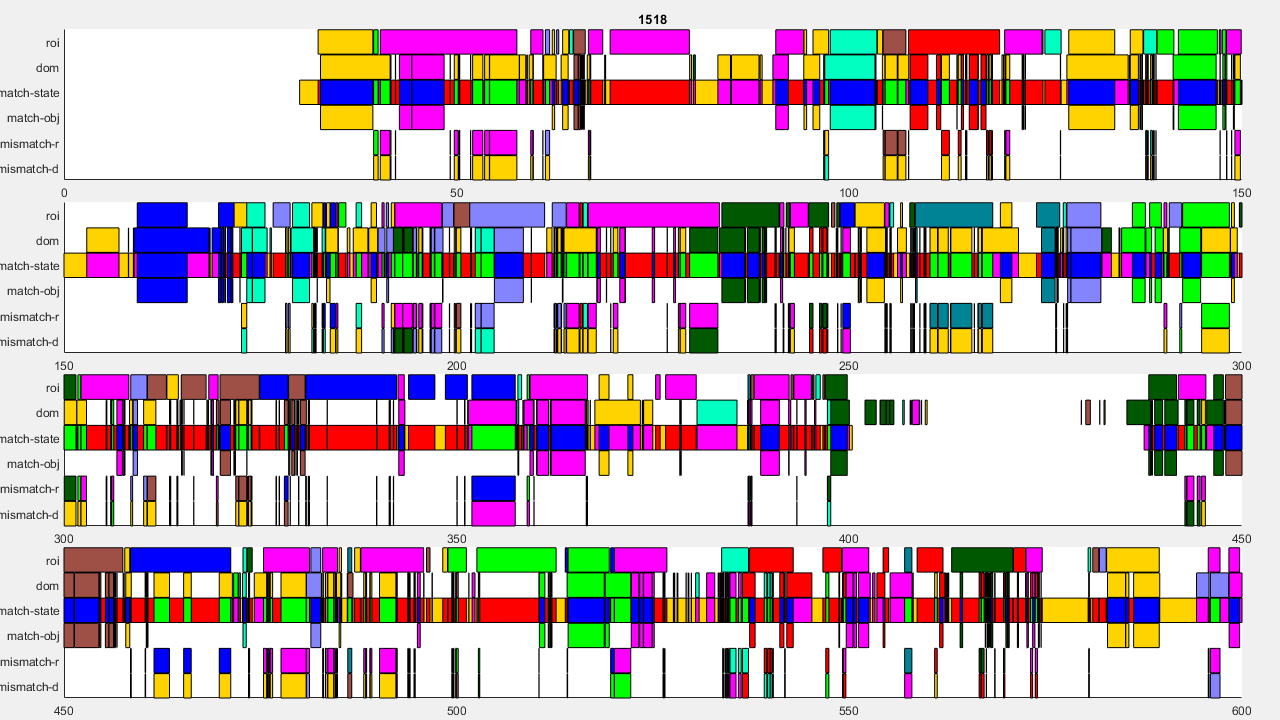 1518
roi
dom
match-state
match-obj
mismatch-r
mismatch-d
0 50 100 150
roi
dom
match-state
match-obj
mismatch-r
mismatch-d
150 200 250 300
roi
dom
match-state
match-obj
mismatch-r
mismatch-d
300 350 400 450
roi
dom
match-state
match-obj
mismatch-r
mismatch-d
450 500 550 600